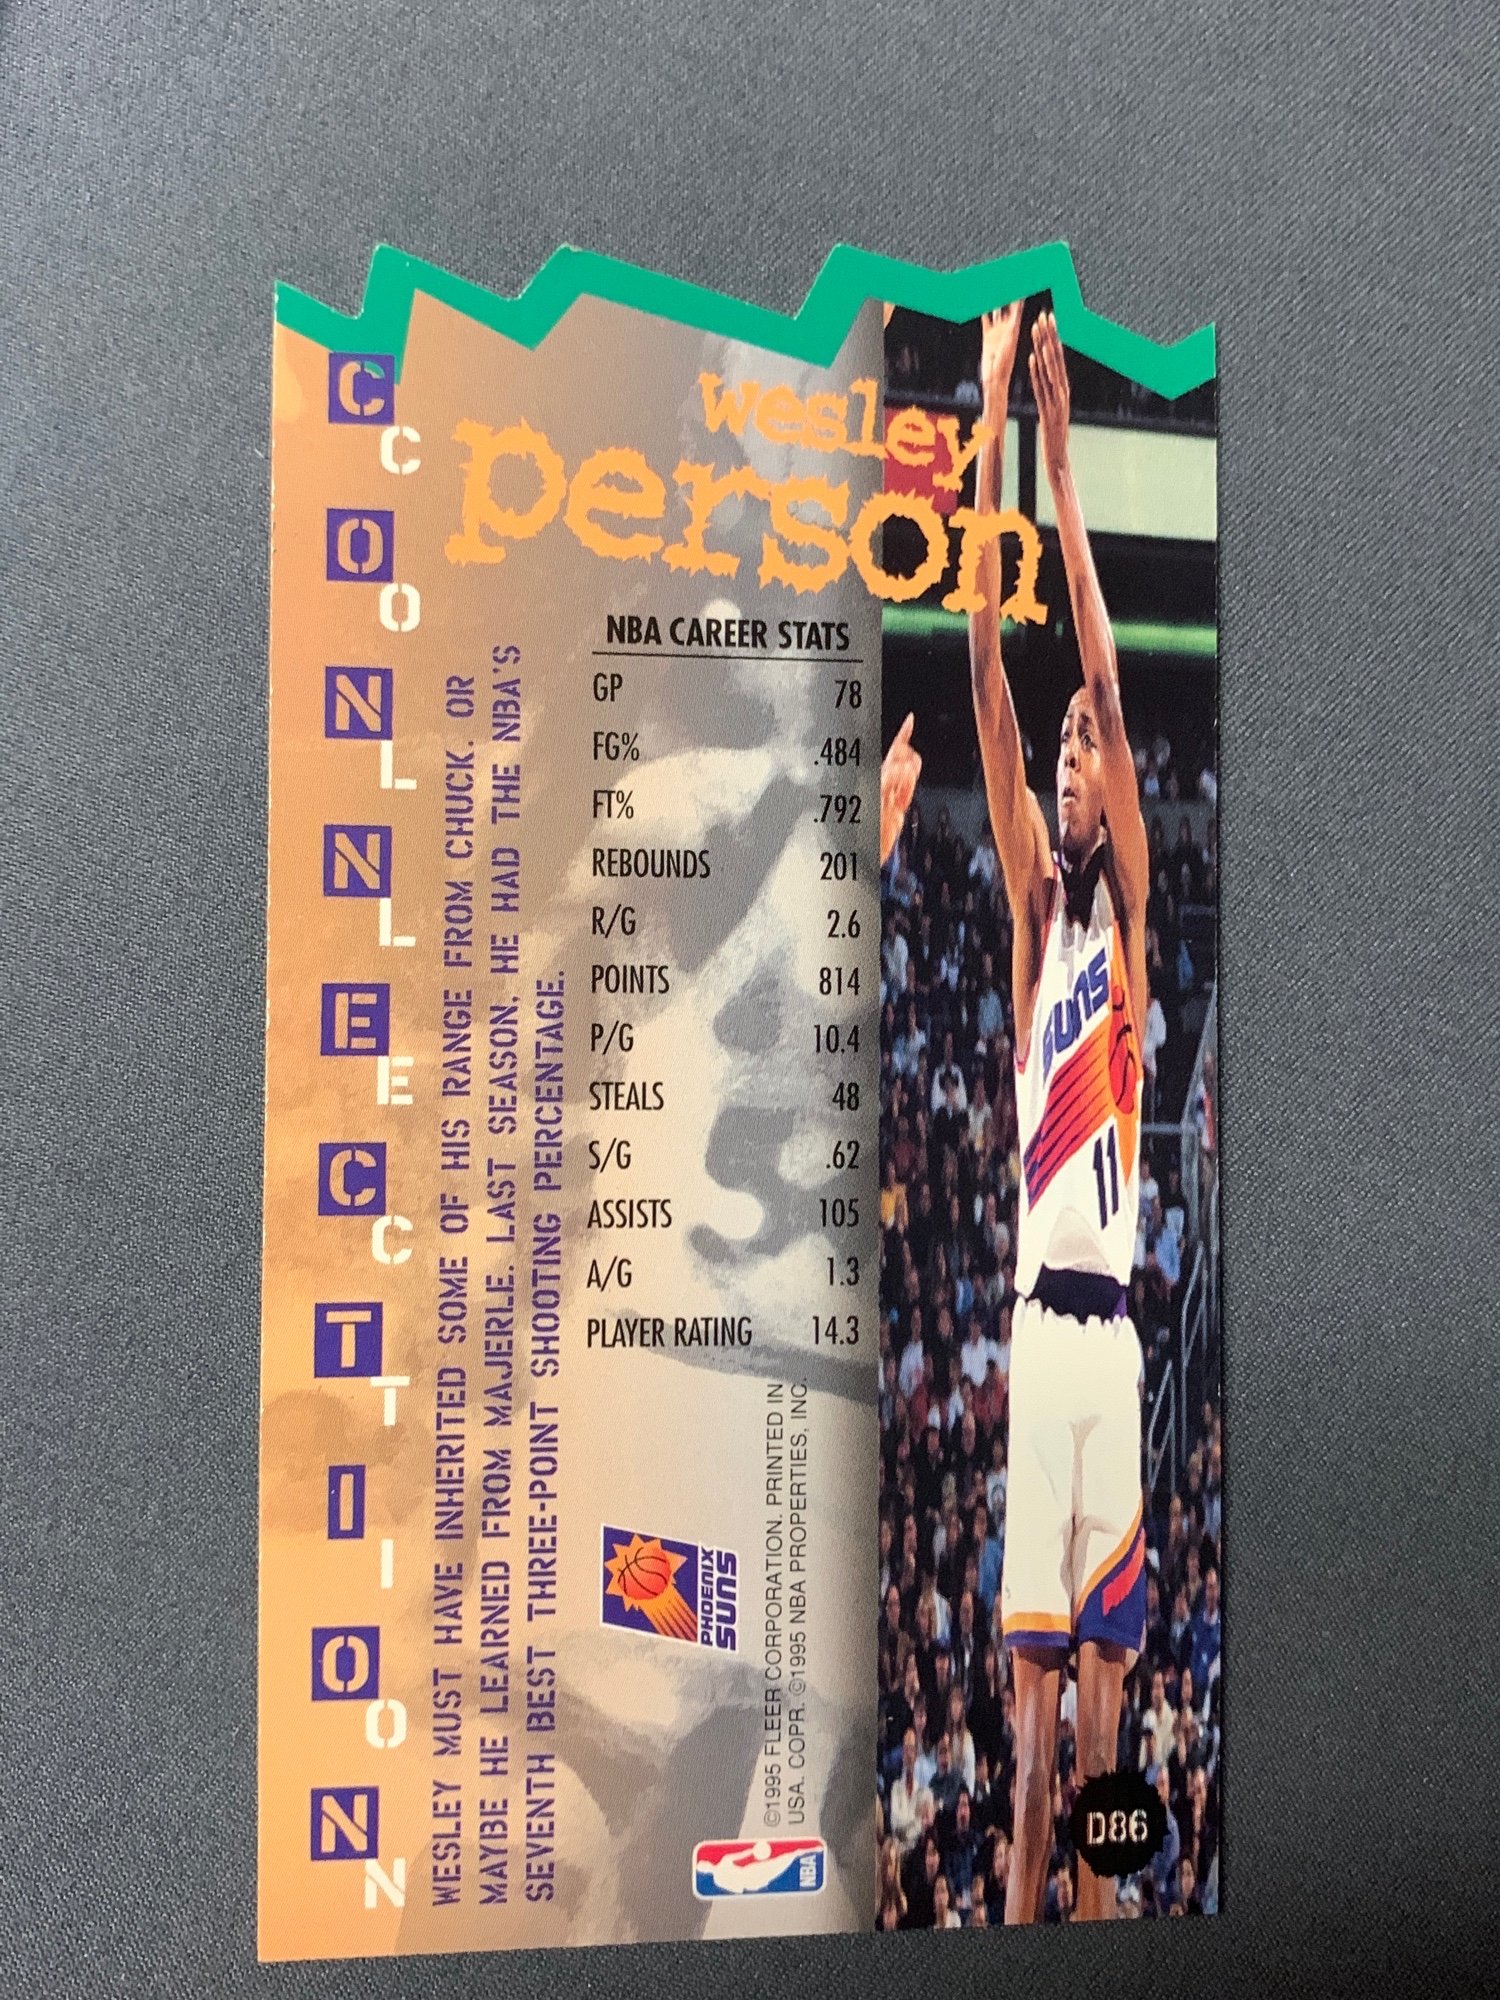 wesley
person
CONNECTION
CONLLECTION
WESLEY MUST HAVE INHERITED SOME OF HIS RANGE FROM CHUCK. OR
MAYBE HE LEARNED FROM MAJERLE. LAST SEASON, HE HAD THE NBA'S
SEVENTH BEST THREE-POINT SHOOTING PERCENTAGE.
NBA CAREER STATS
GP 78
FG% .484
FT% .792
REBOUNDS 201
R/G 2.6
POINTS 814
P/G 10.4
STEALS 48
S/G .62
ASSISTS 105
A/G 1.3
PLAYER RATING 14.3
PHOENIX
SUNS
©1995 FLEER CORPORATION. PRINTED IN
USA. COPR. ©1995 NBA PROPERTIES, INC.
NBA
SUNS
11
D86